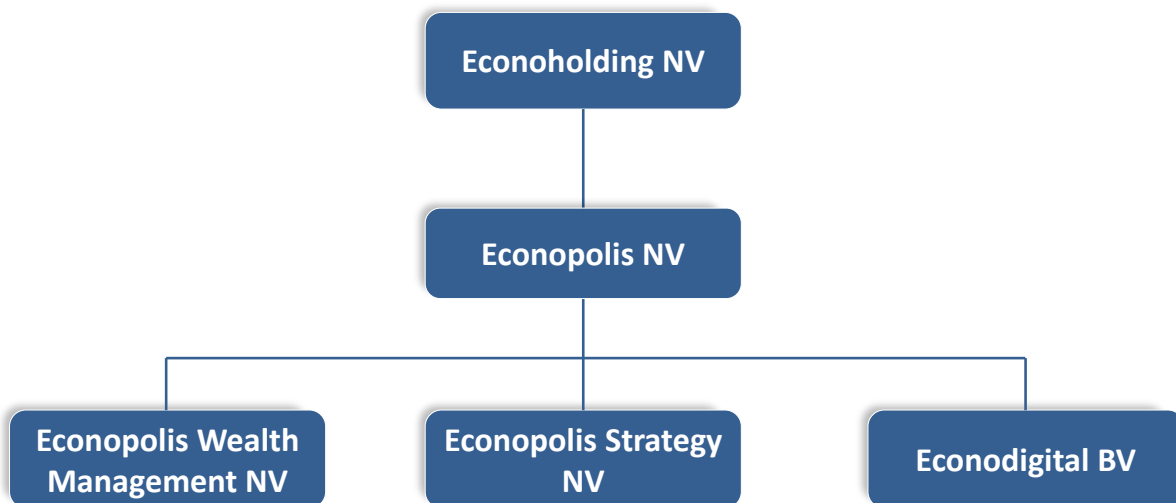 Econoholding NV
Econopolis NV
Econopolis Wealth
Management NV
Econopolis Strategy
NV
Econodigital BV